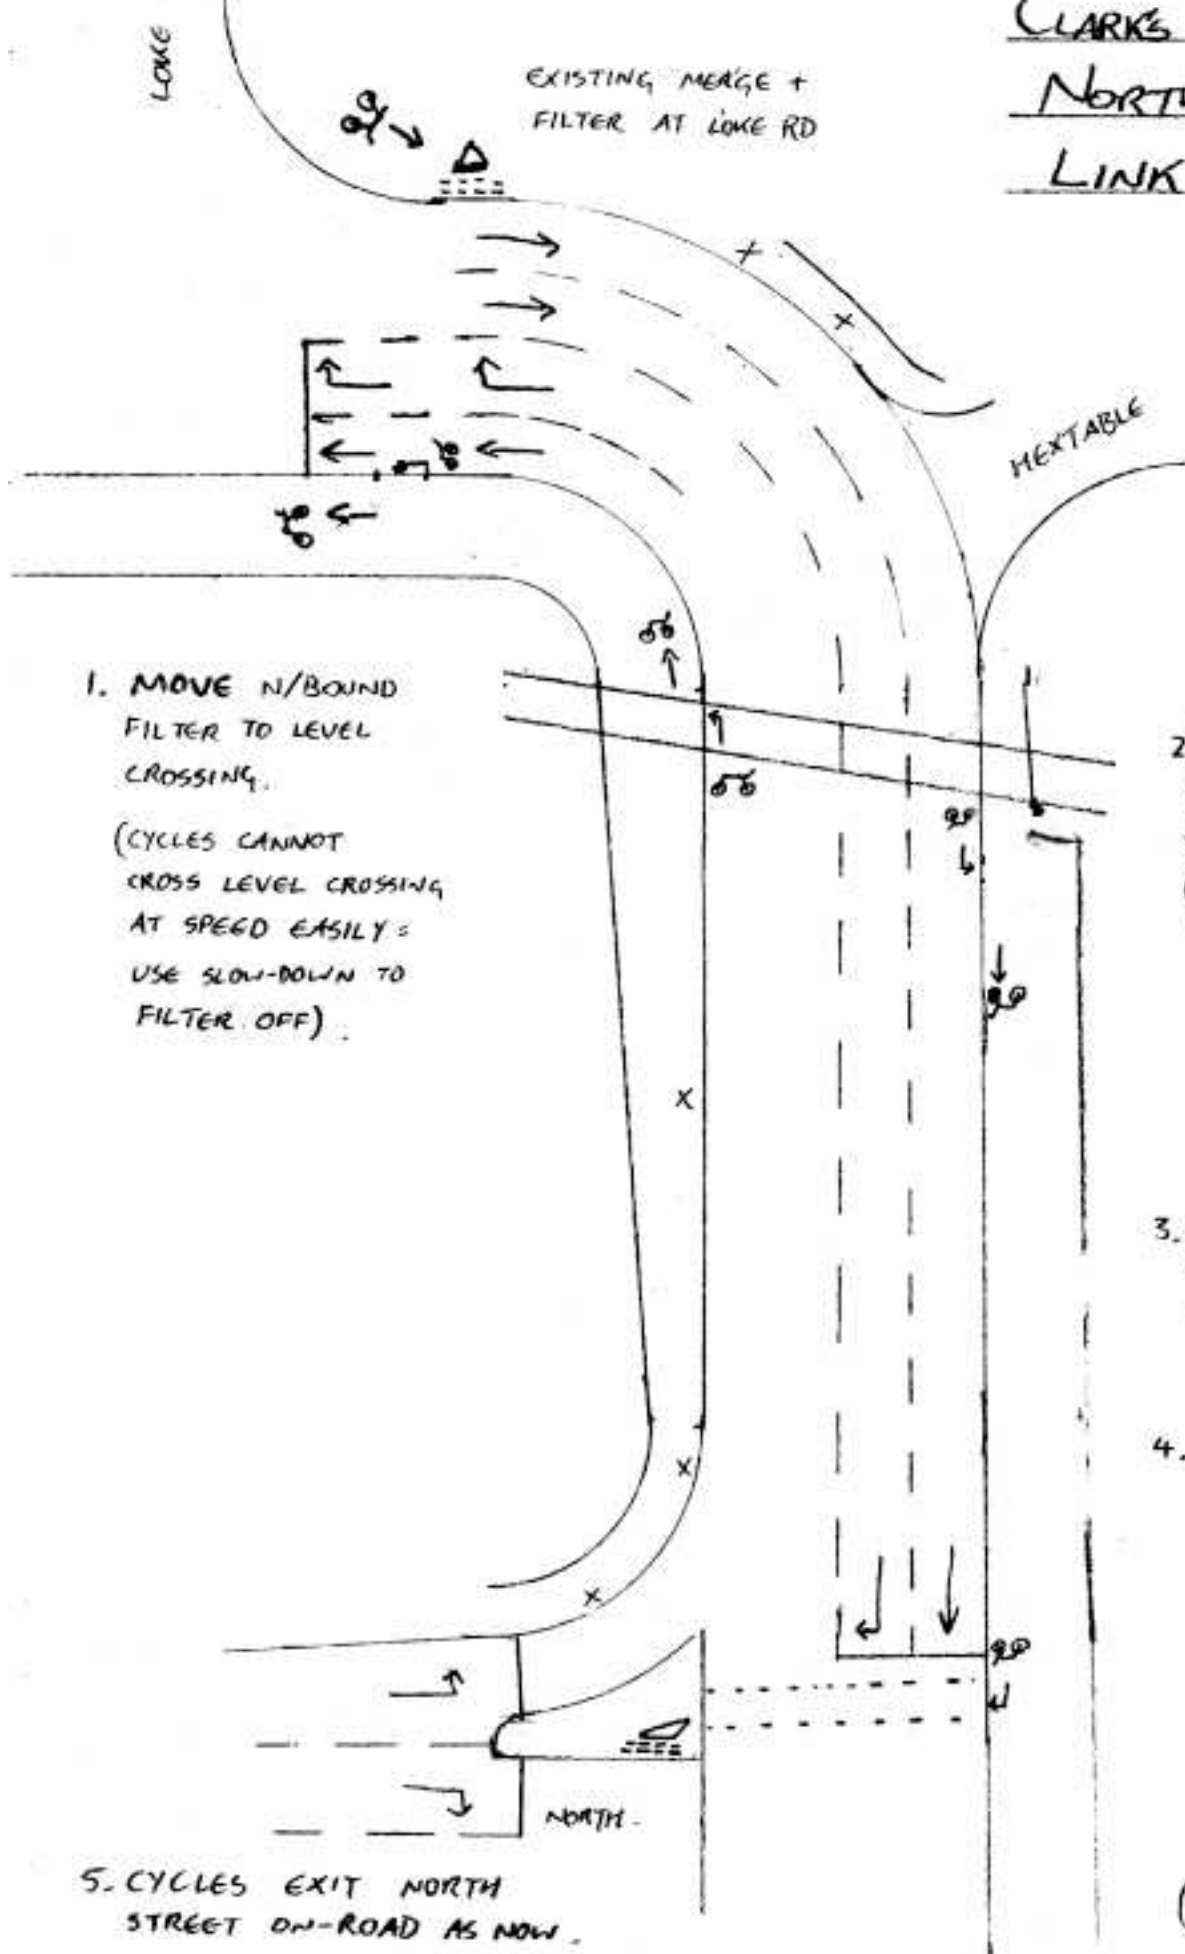 CLARKS
NORTH
LINK
LOKE
EXISTING MERGE +
FILTER AT LOKE RD
HEXTABLE
1. MOVE N/BOUND
FILTER TO LEVEL
CROSSING.
(CYCLES CANNOT
CROSS LEVEL CROSSING
AT SPEED EASILY =
USE SLOW-DOWN TO
FILTER OFF).
2
3.
4.
NORTH.
5. CYCLES EXIT NORTH
STREET ON-ROAD AS NOW.